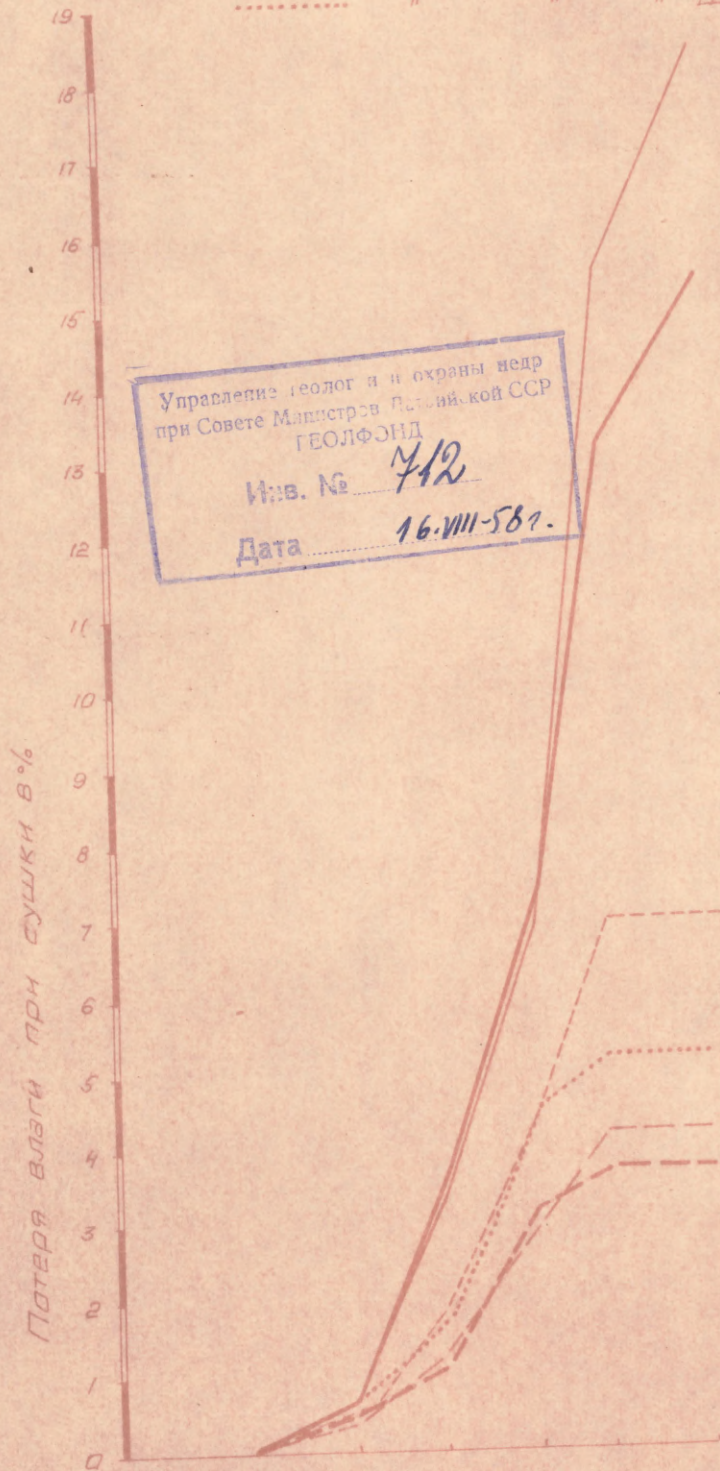 " " "
19
18
17
16
15
14
13
12
11
10
9
8
7
6
5
4
3
2
1
0
Потеря влаги при сушки в %
Управление геологии и охраны недр
при Совете Министров Латвийской ССР
ГЕОЛФОНД
Инв. № 712
Дата 16.VIII-58г.